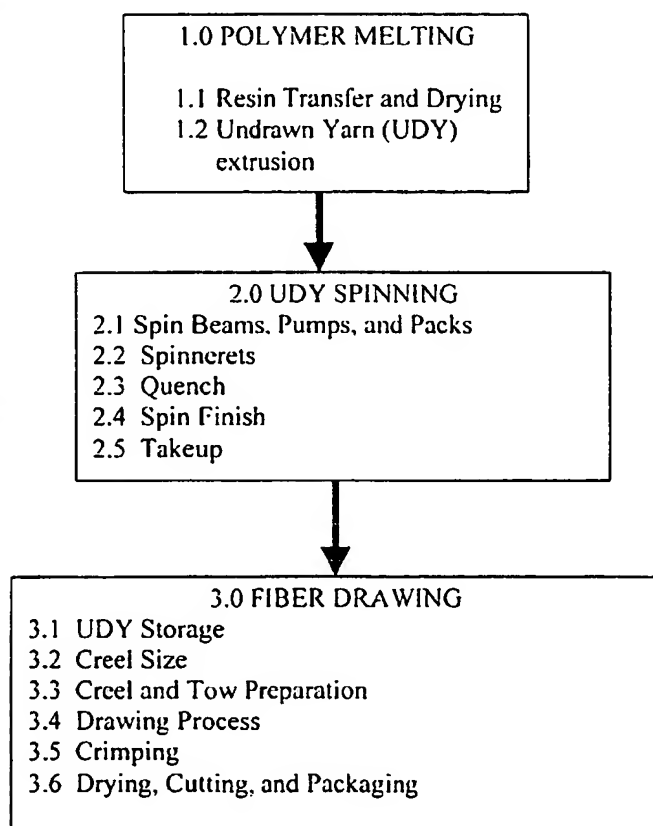 1.0 POLYMER MELTING
1.1 Resin Transfer and Drying
1.2 Undrawn Yarn (UDY)
extrusion
2.0 UDY SPINNING
2.1 Spin Beams, Pumps, and Packs
2.2 Spinnerets
2.3 Quench
2.4 Spin Finish
2.5 Takeup
3.0 FIBER DRAWING
3.1 UDY Storage
3.2 Creel Size
3.3 Creel and Tow Preparation
3.4 Drawing Process
3.5 Crimping
3.6 Drying, Cutting, and Packaging